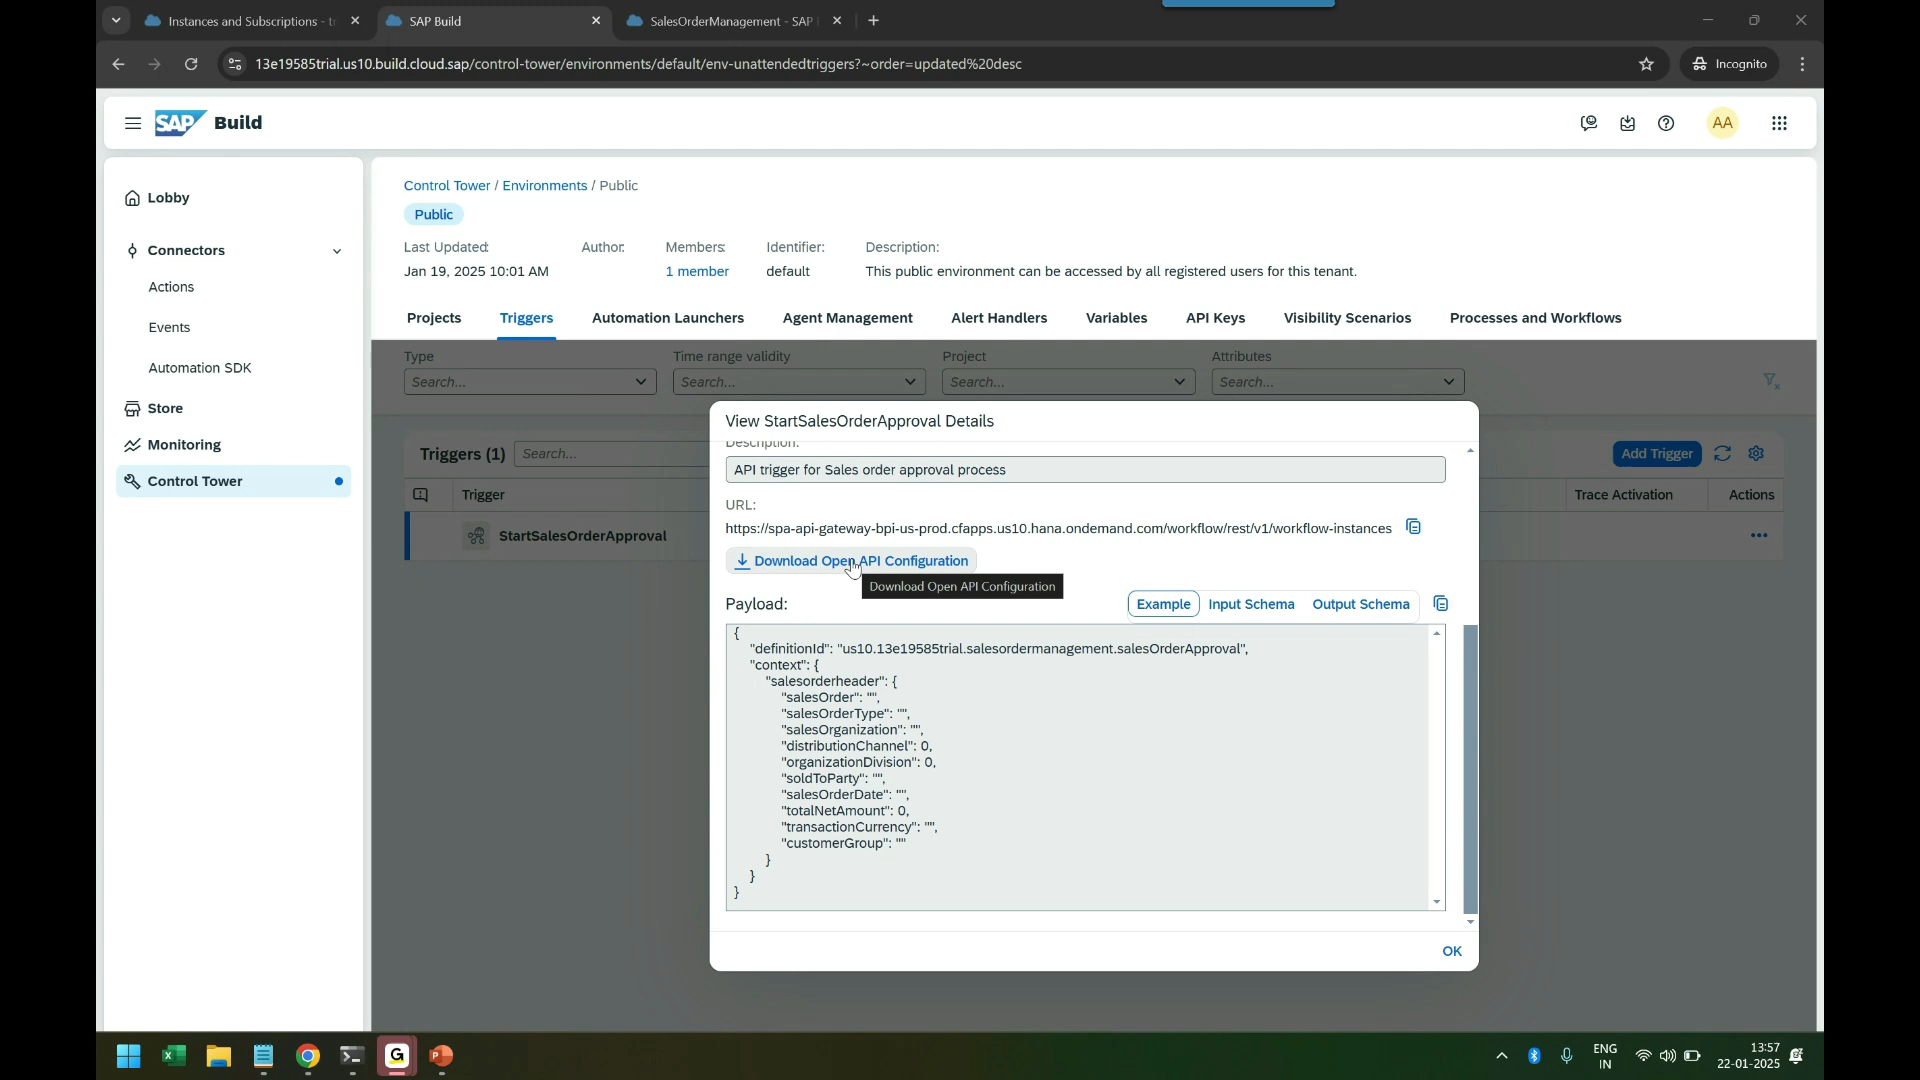 Instances and Subscriptions - tr
SAP Build
SalesOrderManagement - SAP
13e19585trial.us10.build.cloud.sap/control-tower/environments/default/env-unattendedtriggers?~order=updated%20desc
Incognito
SAP Build
AA
Lobby
Connectors
Actions
Events
Automation SDK
Store
Monitoring
Control Tower
Control Tower / Environments / Public
Public
Last Updated: Author: Members: Identifier: Description:
Jan 19, 2025 10:01 AM 1 member default This public environment can be accessed by all registered users for this tenant.
Projects Triggers Automation Launchers Agent Management Alert Handlers Variables API Keys Visibility Scenarios Processes and Workflows
Type Time range validity Project Attributes
Search... Search... Search... Search...
Triggers (1) Search... Add Trigger
Trigger Trace Activation Actions
StartSalesOrderApproval
View StartSalesOrderApproval Details
Description:
API trigger for Sales order approval process
URL:
https://spa-api-gateway-bpi-us-prod.cfapps.us10.hana.ondemand.com/workflow/rest/v1/workflow-instances
Download Open API Configuration
Download Open API Configuration
Payload: Example Input Schema Output Schema
{
"definitionId": "us10.13e19585trial.salesordermanagement.salesOrderApproval",
"context": {
"salesorderheader": {
"salesOrder": "",
"salesOrderType": "",
"salesOrganization": "",
"distributionChannel": 0,
"organizationDivision": 0,
"soldToParty": "",
"salesOrderDate": "",
"totalNetAmount": 0,
"transactionCurrency": "",
"customerGroup": ""
}
}
}
OK
ENG
IN
13:57
22-01-2025